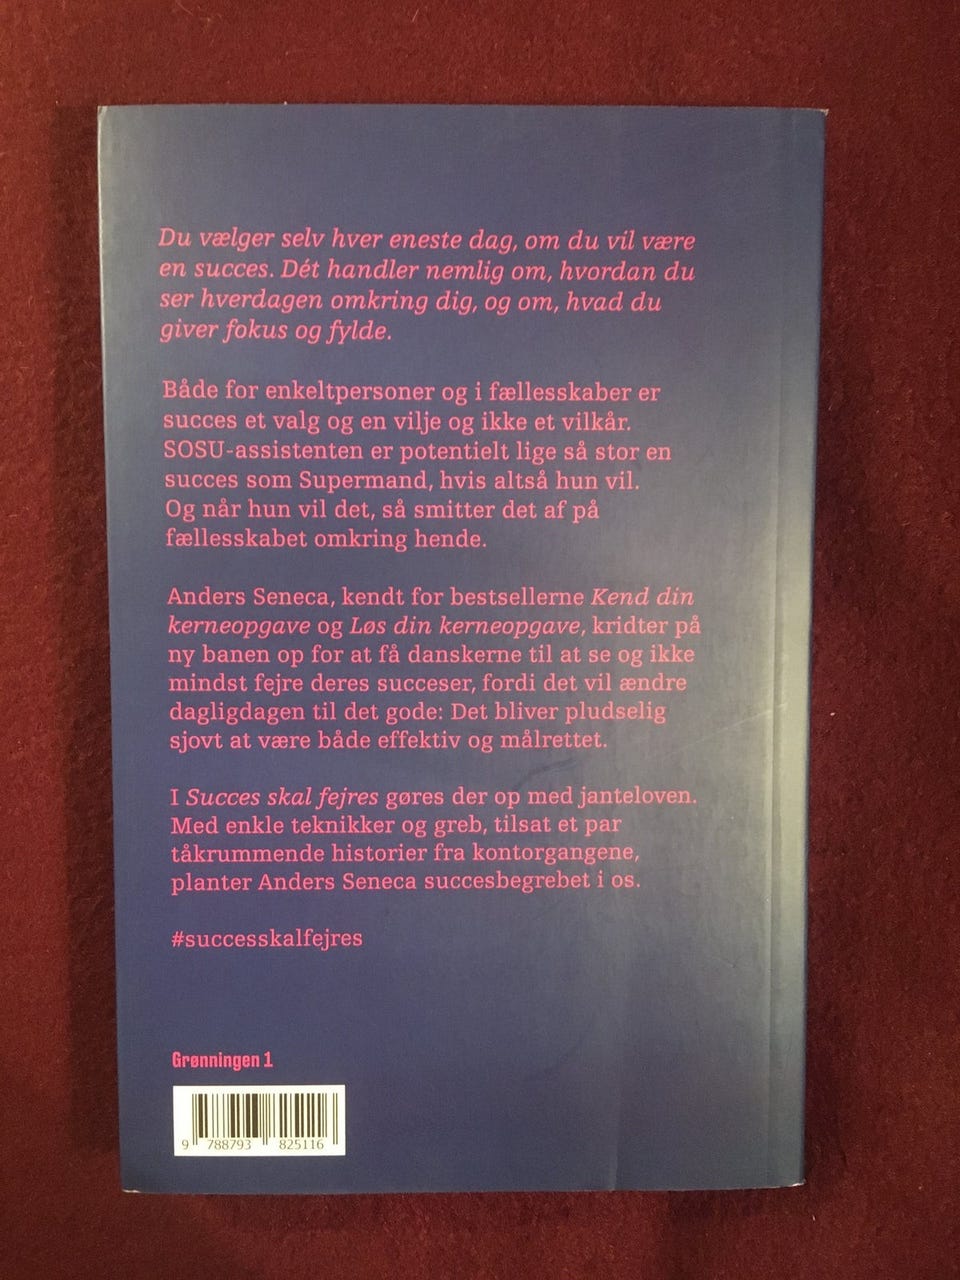 Du vælger selv hver eneste dag, om du vil være
en succes. Dét handler nemlig om, hvordan du
ser hverdagen omkring dig, og om, hvad du
giver fokus og fylde.
Både for enkeltpersoner og i fællesskaber er
succes et valg og en vilje og ikke et vilkår.
SOSU-assistenten er potentielt lige så stor en
succes som Supermand, hvis altså hun vil.
Og når hun vil det, så smitter det af på
fællesskabet omkring hende.
Anders Seneca, kendt for bestsellerne Kend din
kerneopgave og Løs din kerneopgave, kridter på
ny banen op for at få danskerne til at se og ikke
mindst fejre deres succeser, fordi det vil ændre
dagligdagen til det gode: Det bliver pludselig
sjovt at være både effektiv og målrettet.
I Succes skal fejres gøres der op med janteloven.
Med enkle teknikker og greb, tilsat et par
tåkrummende historier fra kontorgangene,
planter Anders Seneca succesbegrebet i os.
#successkalfejres
Grønningen 1
9 788793 825116